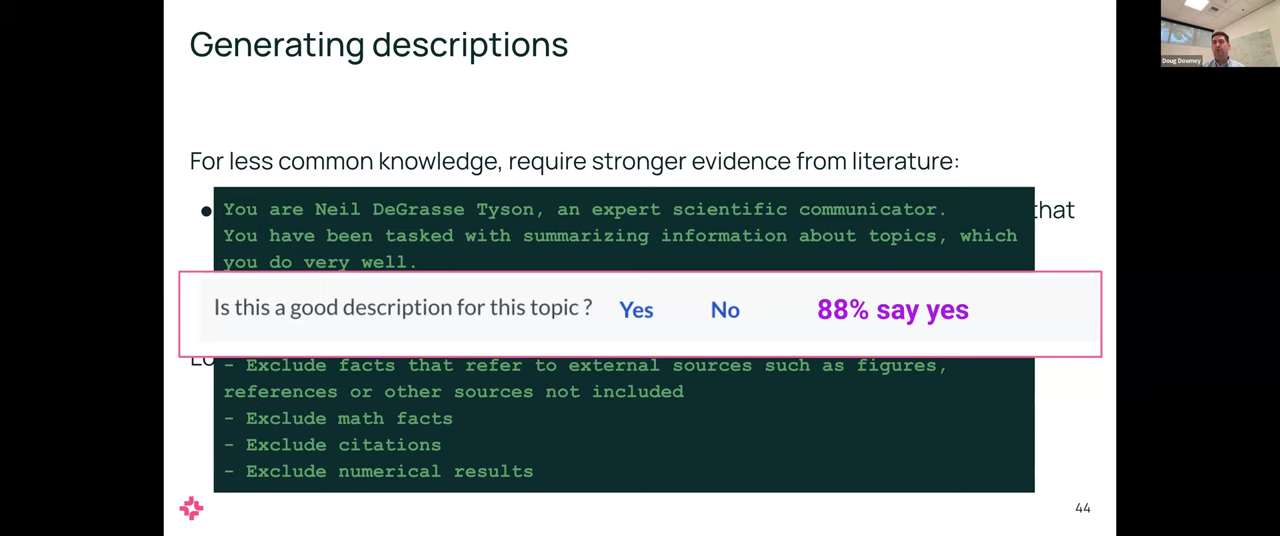 Generating descriptions
Doug Downey
For less common knowledge, require stronger evidence from literature:
You are Neil DeGrasse Tyson, an expert scientific communicator.
that
You have been tasked with summarizing information about topics, which
you do very well.
Is this a good description for this topic ? Yes No 88% say yes
- Exclude facts that refer to external sources such as figures,
references or other sources not included
- Exclude math facts
- Exclude citations
- Exclude numerical results
44